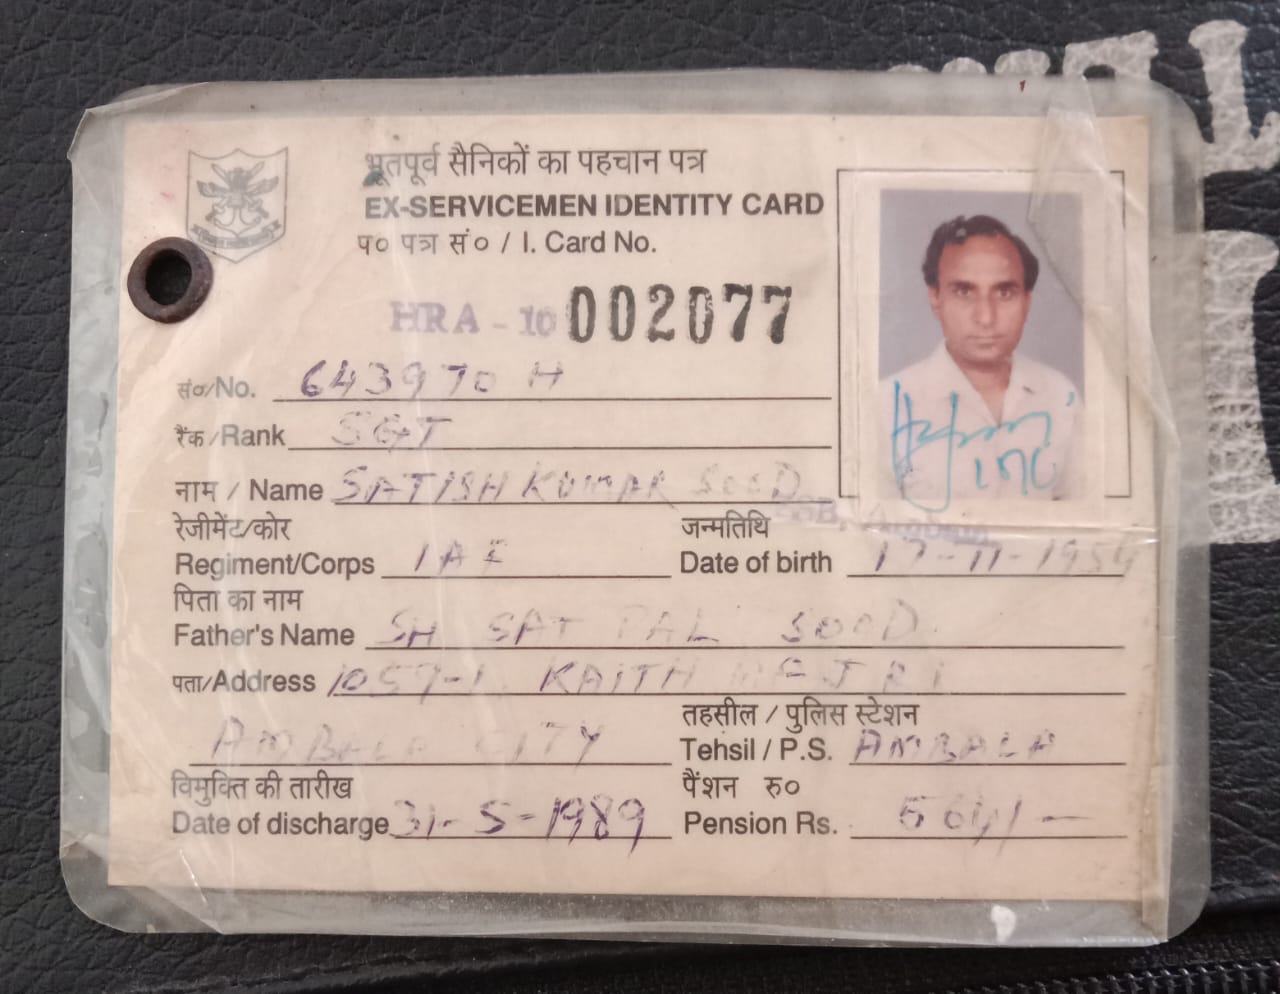 भूतपूर्व सैनिकों का पहचान पत्र
EX-SERVICEMEN IDENTITY CARD
प० पत्र सं० / I. Card No.
HRA - 10 002077
सं०/No. 643970 H
रैंक/Rank SGT
नाम / Name SATISH KUMAR SOOD
रेजीमेंट/कोर
Regiment/Corps IAF
जन्मतिथि
Date of birth 17-11-1954
पिता का नाम
Father's Name SH SAT PAL SOOD
पता/Address 1057-1, KAITH MAJRI
AMBALA CITY
तहसील / पुलिस स्टेशन
Tehsil / P.S. AMBALA
विमुक्ति की तारीख
Date of discharge 31-5-1989
पैंशन रु०
Pension Rs.